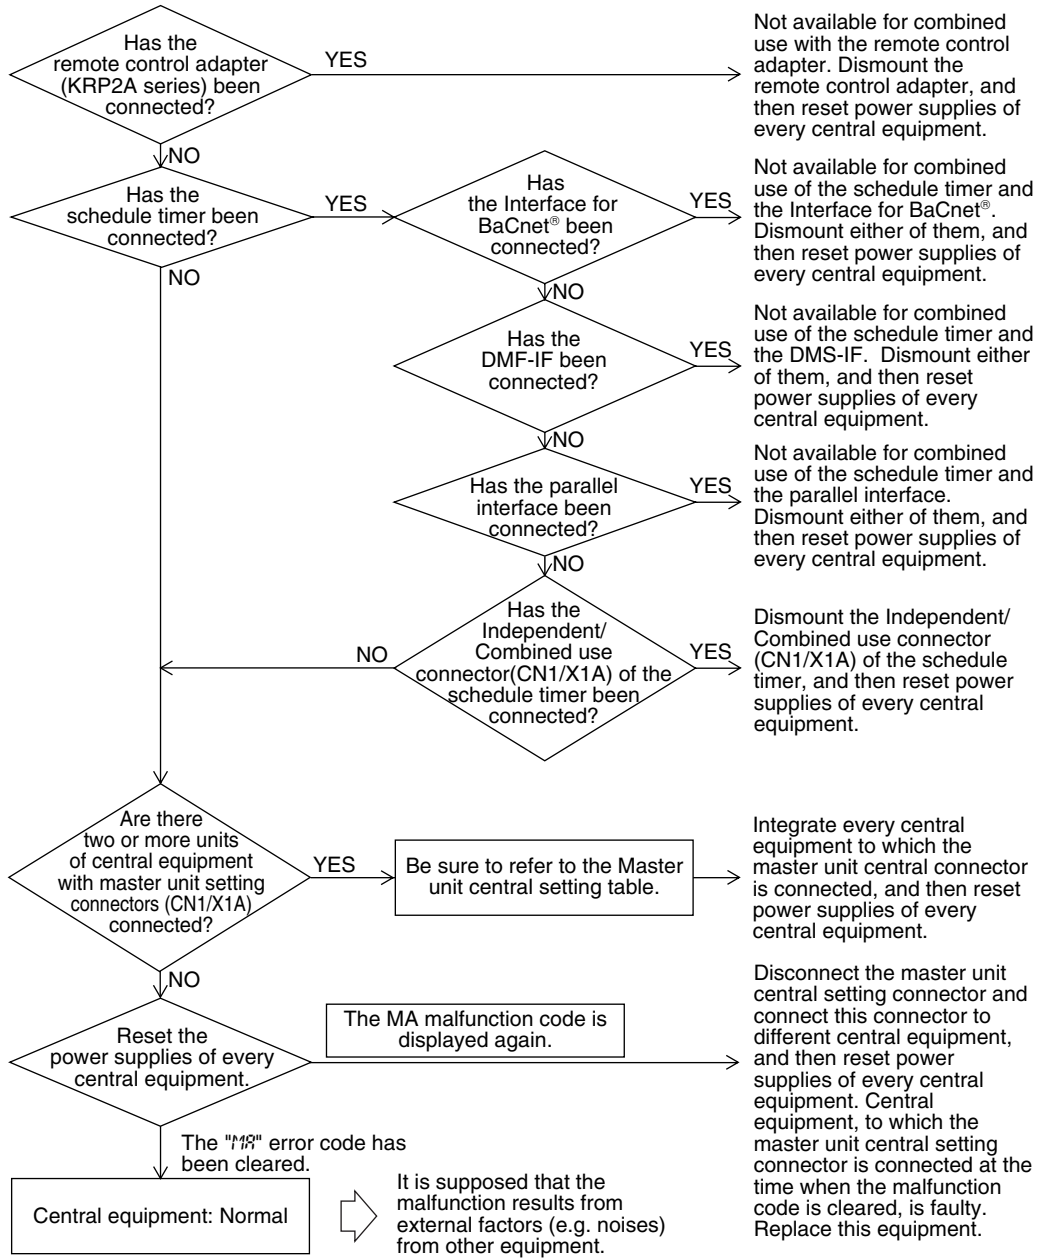 Has the
remote control adapter
(KRP2A series) been
connected?
YES
Not available for combined
use with the remote control
adapter. Dismount the
remote control adapter, and
then reset power supplies of
every central equipment.
NO
Has the
schedule timer been
connected?
YES
Has
the Interface for
BaCnet® been
connected?
YES
Not available for combined
use of the schedule timer and
the Interface for BaCnet®.
Dismount either of them, and
then reset power supplies of
every central equipment.
NO
NO
Has the
DMF-IF been
connected?
YES
Not available for combined
use of the schedule timer and
the DMS-IF.  Dismount either
of them, and then reset
power supplies of every
central equipment.
NO
Has the parallel
interface been
connected?
YES
Not available for combined
use of the schedule timer and
the parallel interface.
Dismount either of them, and
then reset power supplies of
every central equipment.
NO
Has the
Independent/
Combined use
connector(CN1/X1A) of the
schedule timer been
connected?
NO
YES
Dismount the Independent/
Combined use connector
(CN1/X1A) of the schedule
timer, and then reset power
supplies of every central
equipment.
Are there
two or more units
of central equipment
with master unit setting
connectors (CN1/X1A)
connected?
YES
Be sure to refer to the Master
unit central setting table.
Integrate every central
equipment to which the
master unit central connector
is connected, and then reset
power supplies of every
central equipment.
NO
Reset the
power supplies of every
central equipment.
The MA malfunction code is
displayed again.
Disconnect the master unit
central setting connector and
connect this connector to
different central equipment,
and then reset power
supplies of every central
equipment. Central
equipment, to which the
master unit central setting
connector is connected at the
time when the malfunction
code is cleared, is faulty.
Replace this equipment.
The "MA" error code has
been cleared.
Central equipment: Normal
It is supposed that the
malfunction results from
external factors (e.g. noises)
from other equipment.